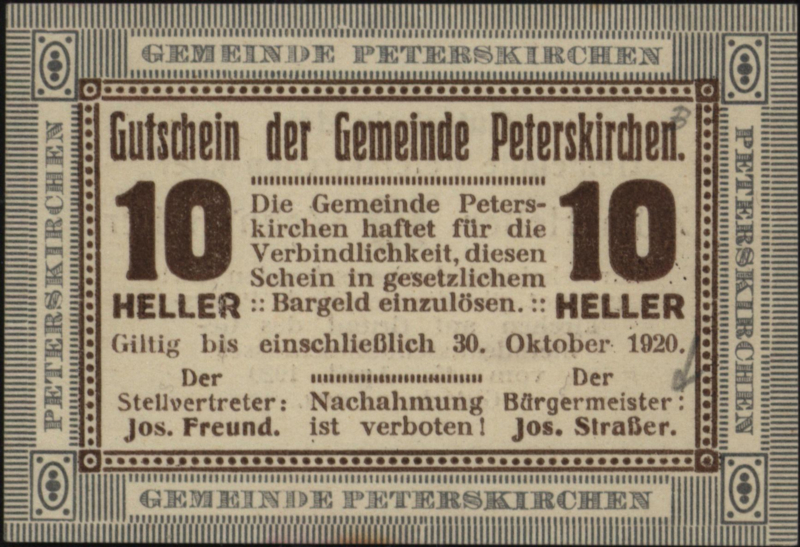 GEMEINDE PETERSKIRCHEN
PETERSKIRCHEN
PETERSKIRCHEN
Gutschein der Gemeinde Peterskirchen.
10 HELLER
Die Gemeinde Peters-
kirchen haftet für die
Verbindlichkeit, diesen
Schein in gesetzlichem
:: Bargeld einzulösen. ::
10 HELLER
Giltig bis einschließlich 30. Oktober 1920.
Der
Stellvertreter:
Jos. Freund.
Nachahmung
ist verboten!
Der
Bürgermeister:
Jos. Straßer.
GEMEINDE PETERSKIRCHEN